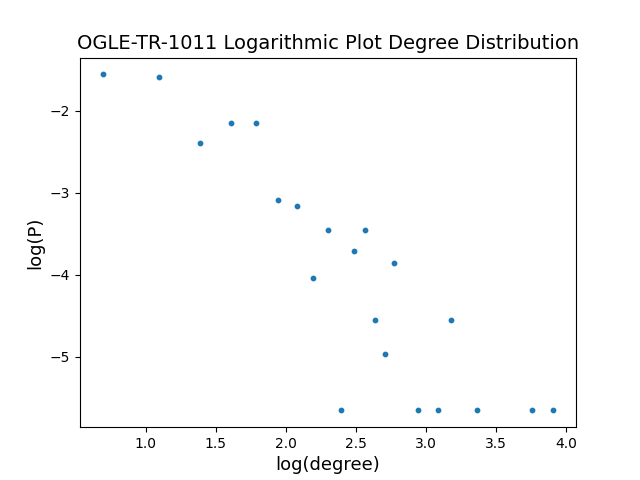 OGLE-TR-1011 Logarithmic Plot Degree Distribution
log(P)
−2
−3
−4
−5
1.0 1.5 2.0 2.5 3.0 3.5 4.0
log(degree)